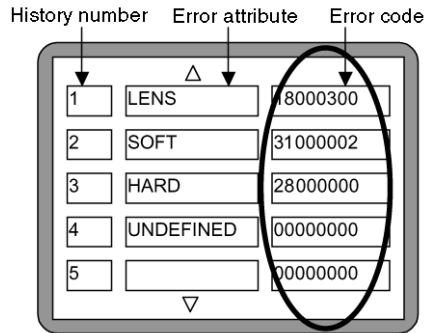 History number Error attribute Error code
1 LENS 18000300
2 SOFT 31000002
3 HARD 28000000
4 UNDEFINED 00000000
5 00000000